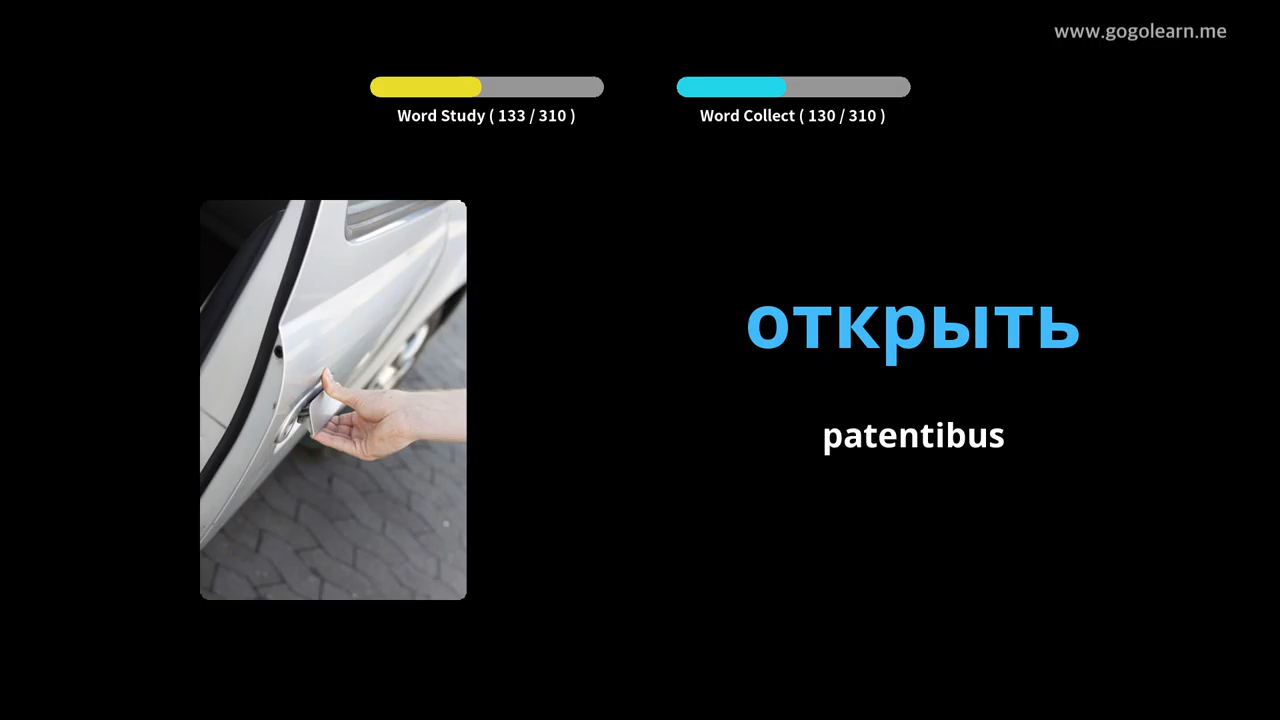 www.gogolearn.me
Word Study ( 133 / 310 )
Word Collect ( 130 / 310 )
открыть
patentibus